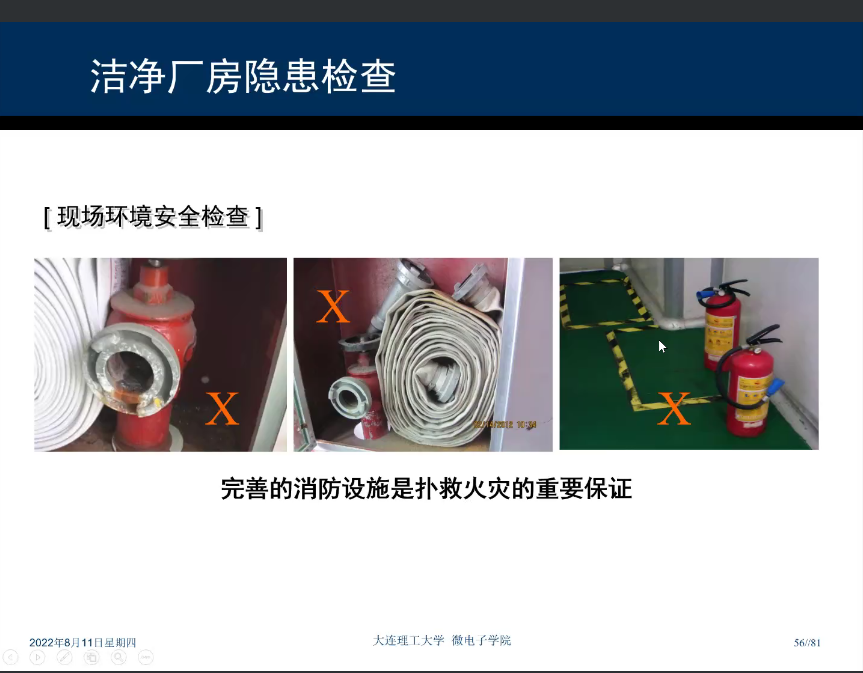 洁净厂房隐患检查
[ 现场环境安全检查 ]
X
X
X
完善的消防设施是扑救火灾的重要保证
2022年8月11日星期四
大连理工大学 微电子学院
56//81